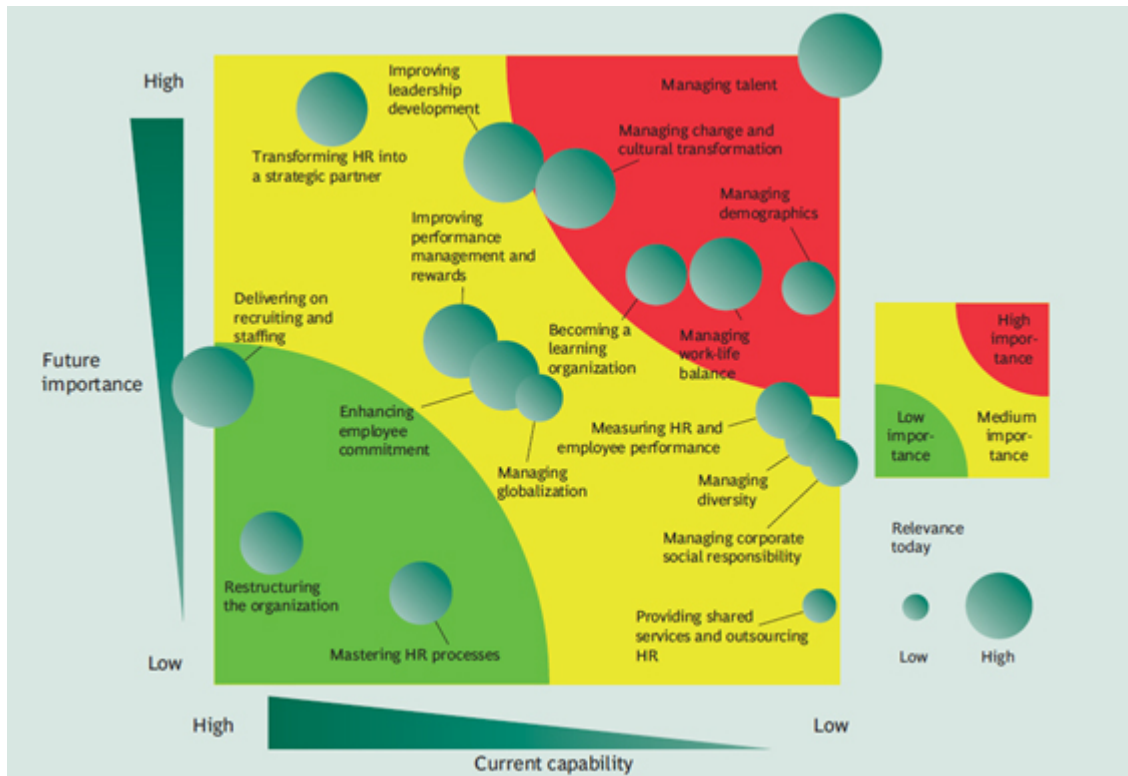 High
Improving
leadership
development
Managing talent
Transforming HR into
a strategic partner
Managing change and
cultural transformation
Managing
demographics
Improving
performance
management and
rewards
Delivering on
recruiting and
staffing
Future
importance
Becoming a
learning
organization
Managing
work-life
balance
Enhancing
employee
commitment
Measuring HR and
employee performance
Managing
globalization
Managing
diversity
Managing corporate
social responsibility
Restructuring
the organization
Mastering HR processes
Providing shared
services and outsourcing
HR
Low
High
Low
Current capability
High
impor-
tance
Low
impor-
tance
Medium
impor-
tance
Relevance
today
Low
High